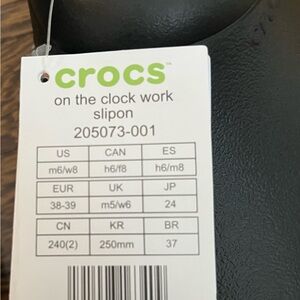 crocs™
on the clock work
slipon
205073-001
US CAN ES
m6/w8 h6/f8 h6/m8
EUR UK JP
38-39 m5/w6 24
CN KR BR
240(2) 250mm 37